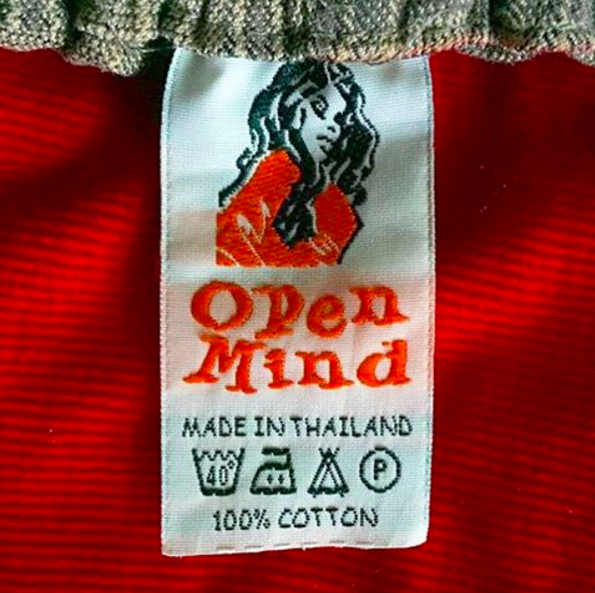 Open
Mind
MADE IN THAILAND
40° P
100% COTTON